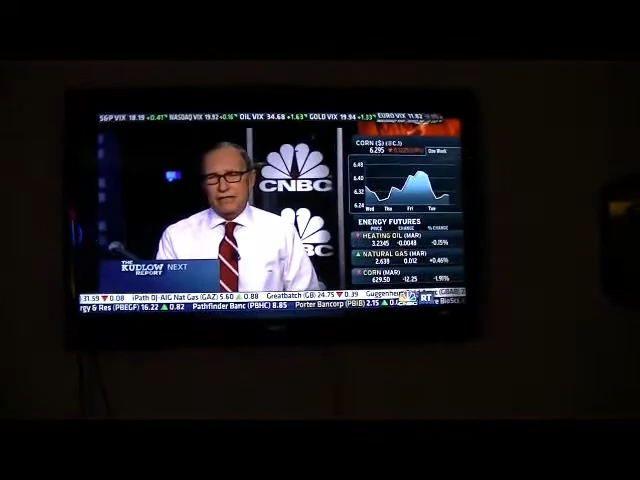 S&P VIX 18.19 +0.41% NASDAQ VIX 19.92 +0.16% OIL VIX 34.68 +1.63% GOLD VIX 19.94 +1.33% EURO VIX
CORN ($) (@C.1)
6.295
One Week
6.48
6.40
6.32
6.24
Wed Thu Fri Tue
CNBC
CNBC
ENERGY FUTURES
PRICE CHANGE % CHANGE
HEATING OIL (MAR)
3.2345 -0.0048 -0.15%
NATURAL GAS (MAR)
2.639 0.012 +0.46%
CORN (MAR)
629.50 -12.25 -1.91%
THE KUDLOW REPORT NEXT
31.59 ▼ 0.08 iPath DJ-AIG Nat Gas (GAZ) 5.60 ▲ 0.88 Greatbatch (GB) 24.75 ▼ 0.39 Guggenheim
RT
rgy & Res (PBEGF) 16.22 ▲ 0.82 Pathfinder Banc (PBHC) 8.85 Porter Bancorp (PBIB) 2.15 ▲